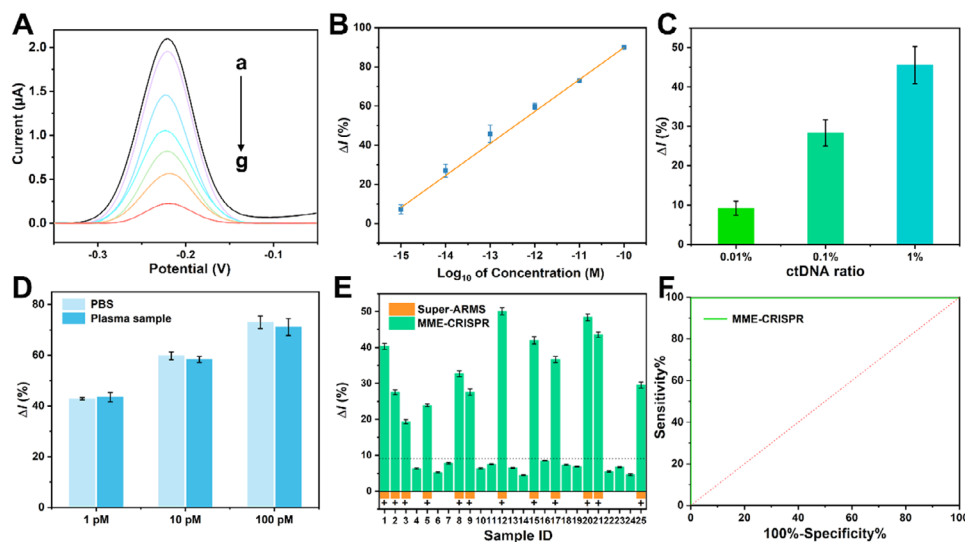 A
Current (µA)
2.0
1.5
1.0
0.5
0.0
a
g
-0.3
-0.2
-0.1
Potential (V)
B
ΔI (%)
100
80
60
40
20
0
-15
-14
-13
-12
-11
-10
Log10 of Concentration (M)
C
ΔI (%)
50
40
30
20
10
0
0.01%
0.1%
1%
ctDNA ratio
D
ΔI (%)
80
60
40
20
0
PBS
Plasma sample
1 pM
10 pM
100 pM
E
ΔI (%)
50
40
30
20
10
0
Super-ARMS
MME-CRISPR
+ + + + + + + + + + + +
1 2 3 4 5 6 7 8 9 10 11 12 13 14 15 16 17 18 19 20 21 22 23 24 25
Sample ID
F
Sensitivity%
100
80
60
40
20
0
MME-CRISPR
0 20 40 60 80 100
100%-Specificity%